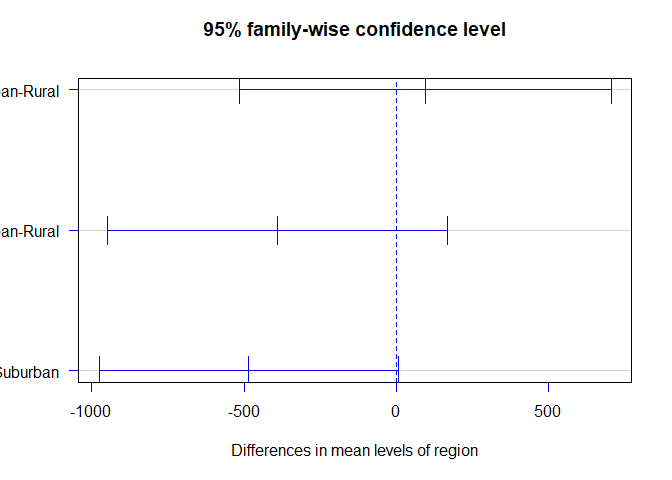 95% family-wise confidence level
an-Rural
an-Rural
Suburban
-1000
-500
0
500
Differences in mean levels of region